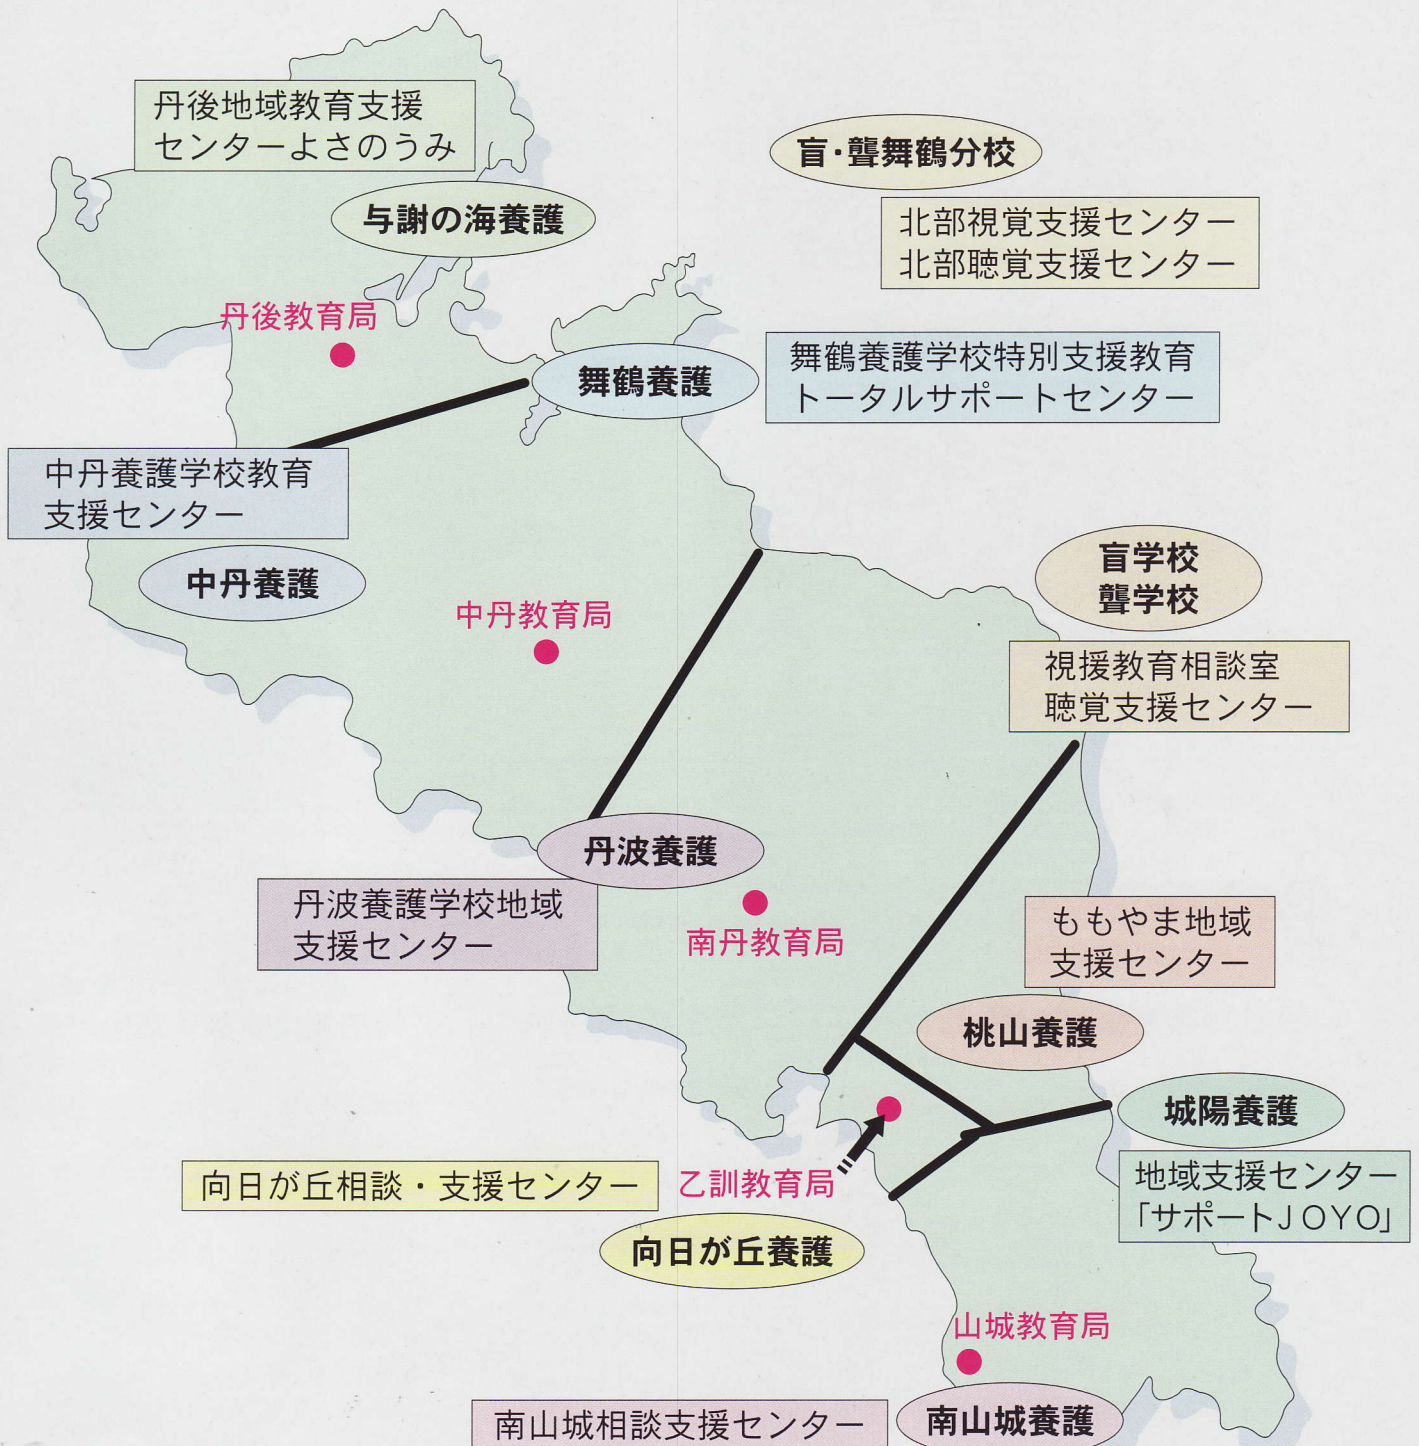 丹後地域教育支援
センターよさのうみ
盲・聾舞鶴分校
与謝の海養護
北部視覚支援センター
北部聴覚支援センター
丹後教育局
舞鶴養護
舞鶴養護学校特別支援教育
トータルサポートセンター
中丹養護学校教育
支援センター
中丹養護
盲学校
聾学校
中丹教育局
視援教育相談室
聴覚支援センター
丹波養護
丹波養護学校地域
支援センター
南丹教育局
ももやま地域
支援センター
桃山養護
城陽養護
地域支援センター
「サポートJOYO」
向日が丘相談・支援センター
乙訓教育局
向日が丘養護
山城教育局
南山城相談支援センター
南山城養護